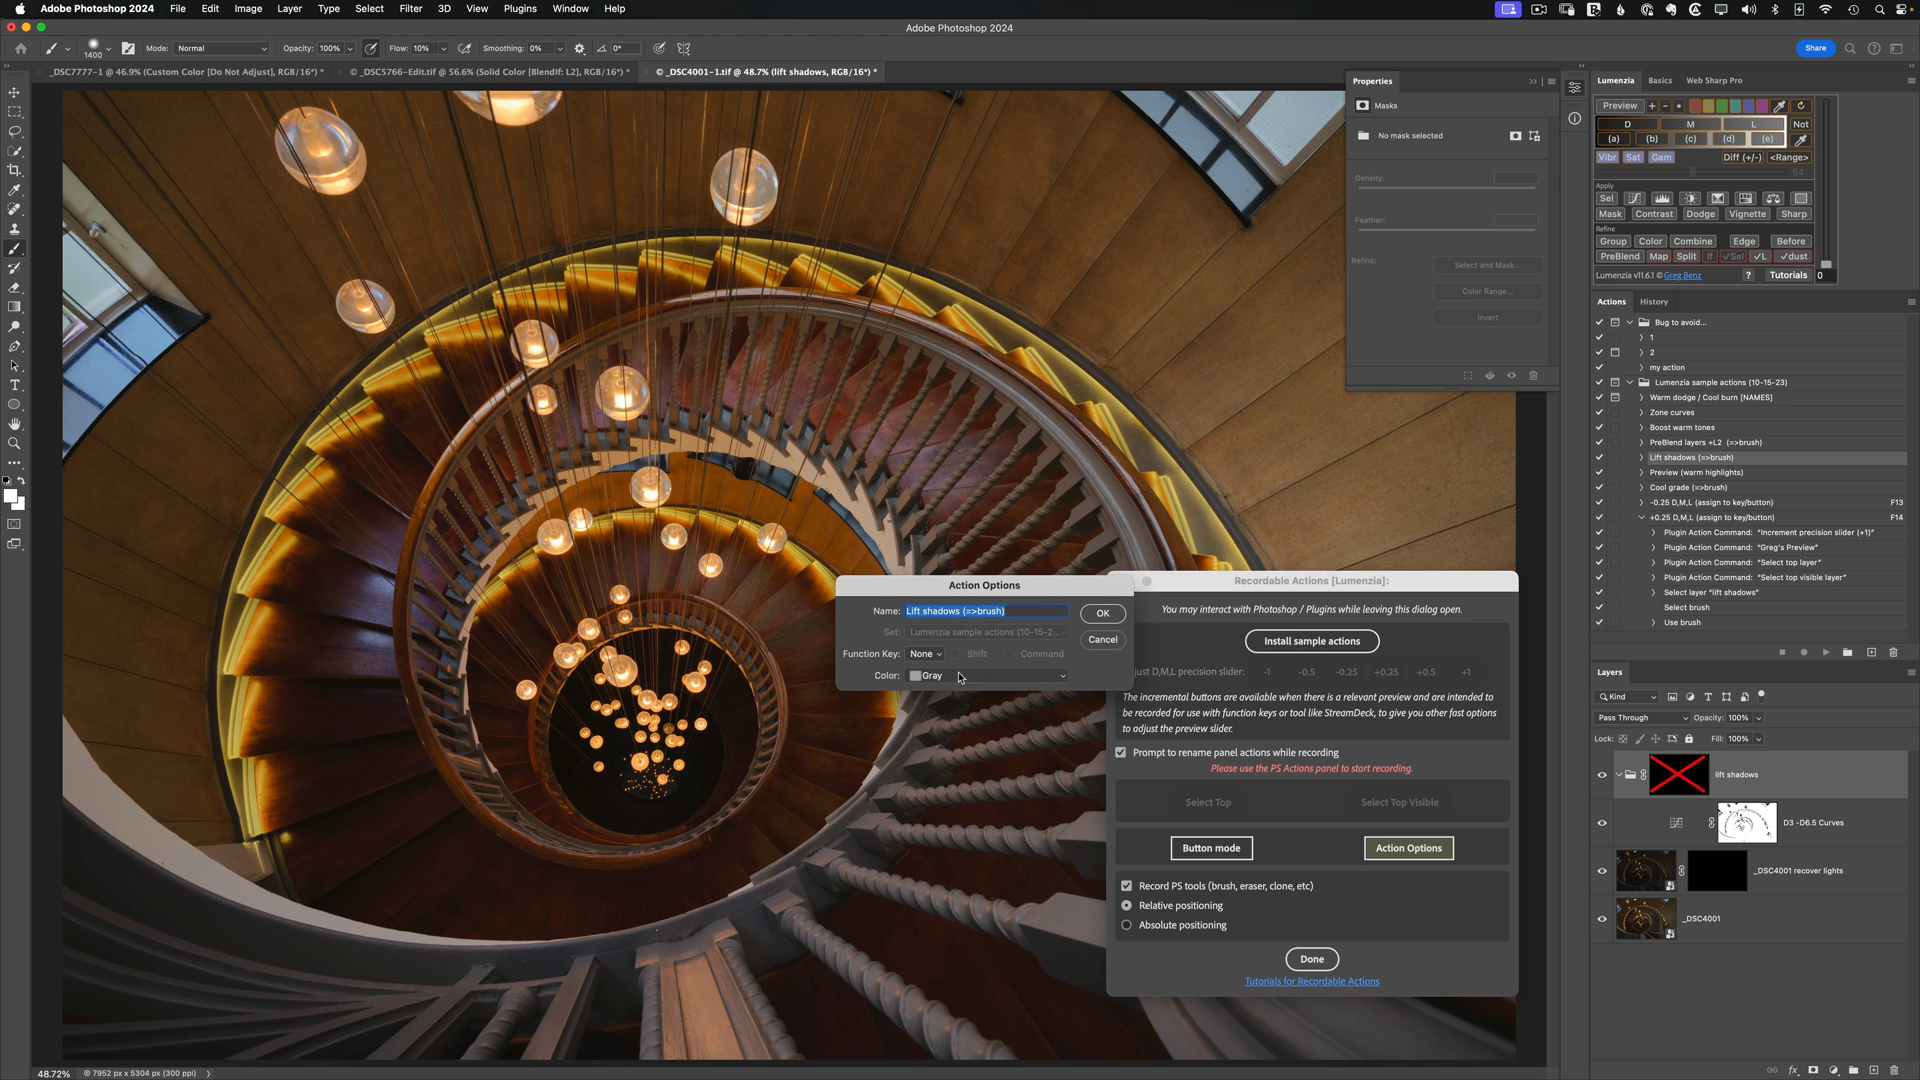 Adobe Photoshop 2024 File Edit Image Layer Type Select Filter 3D View Plugins Window Help
Adobe Photoshop 2024
1400 Mode: Normal Opacity: 100% Flow: 10% Smoothing: 0% 0° Share
_DSC7777-1 @ 46.9% (Custom Color [Do Not Adjust], RGB/16*) *
© _DSC5766-Edit.tif @ 56.6% (Solid Color [BlendIf: L2], RGB/16*) *
© _DSC4001-1.tif @ 48.7% (lift shadows, RGB/16*) *
Properties
Masks
No mask selected
Density:
Feather:
Refine:
Select and Mask...
Color Range...
Invert
Lumenzia Basics Web Sharp Pro
Preview + -
D M L Not
(a) (b) (c) (d) (e)
Vibr Sat Gam Diff (+/-) <Range>
64
Apply
Sel
Mask Contrast Dodge Vignette Sharp
Refine
Group Color Combine Edge Before
PreBlend Map Split If ✓Sel ✓L ✓dust
Lumenzia v11.6.1 © Greg Benz ? Tutorials 0
Actions History
Bug to avoid...
1
2
my action
Lumenzia sample actions (10-15-23)
Warm dodge / Cool burn [NAMES]
Zone curves
Boost warm tones
PreBlend layers +L2 (=>brush)
Lift shadows (=>brush)
Preview (warm highlights)
Cool grade (=>brush)
-0.25 D,M,L (assign to key/button) F13
+0.25 D,M,L (assign to key/button) F14
Plugin Action Command: "Increment precision slider (+1)"
Plugin Action Command: "Greg's Preview"
Plugin Action Command: "Select top layer"
Plugin Action Command: "Select top visible layer"
Select layer "lift shadows"
Select brush
Use brush
Action Options
Name: Lift shadows (=>brush)
OK
Set: Lumenzia sample actions (10-15-2...
Cancel
Function Key: None Shift Command
Color: Gray
Recordable Actions [Lumenzia]:
You may interact with Photoshop / Plugins while leaving this dialog open.
Install sample actions
just D,M,L precision slider: -1 -0.5 -0.25 +0.25 +0.5 +1
The incremental buttons are available when there is a relevant preview and are intended to
be recorded for use with function keys or tool like StreamDeck, to give you other fast options
to adjust the preview slider.
Prompt to rename panel actions while recording
Please use the PS Actions panel to start recording.
Select Top Select Top Visible
Button mode Action Options
Record PS tools (brush, eraser, clone, etc)
Relative positioning
Absolute positioning
Done
Tutorials for Recordable Actions
Layers
Kind
Pass Through Opacity: 100%
Lock: Fill: 100%
lift shadows
D3 -D6.5 Curves
_DSC4001 recover lights
_DSC4001
48.72% © 7952 px x 5304 px (300 ppi)
fx